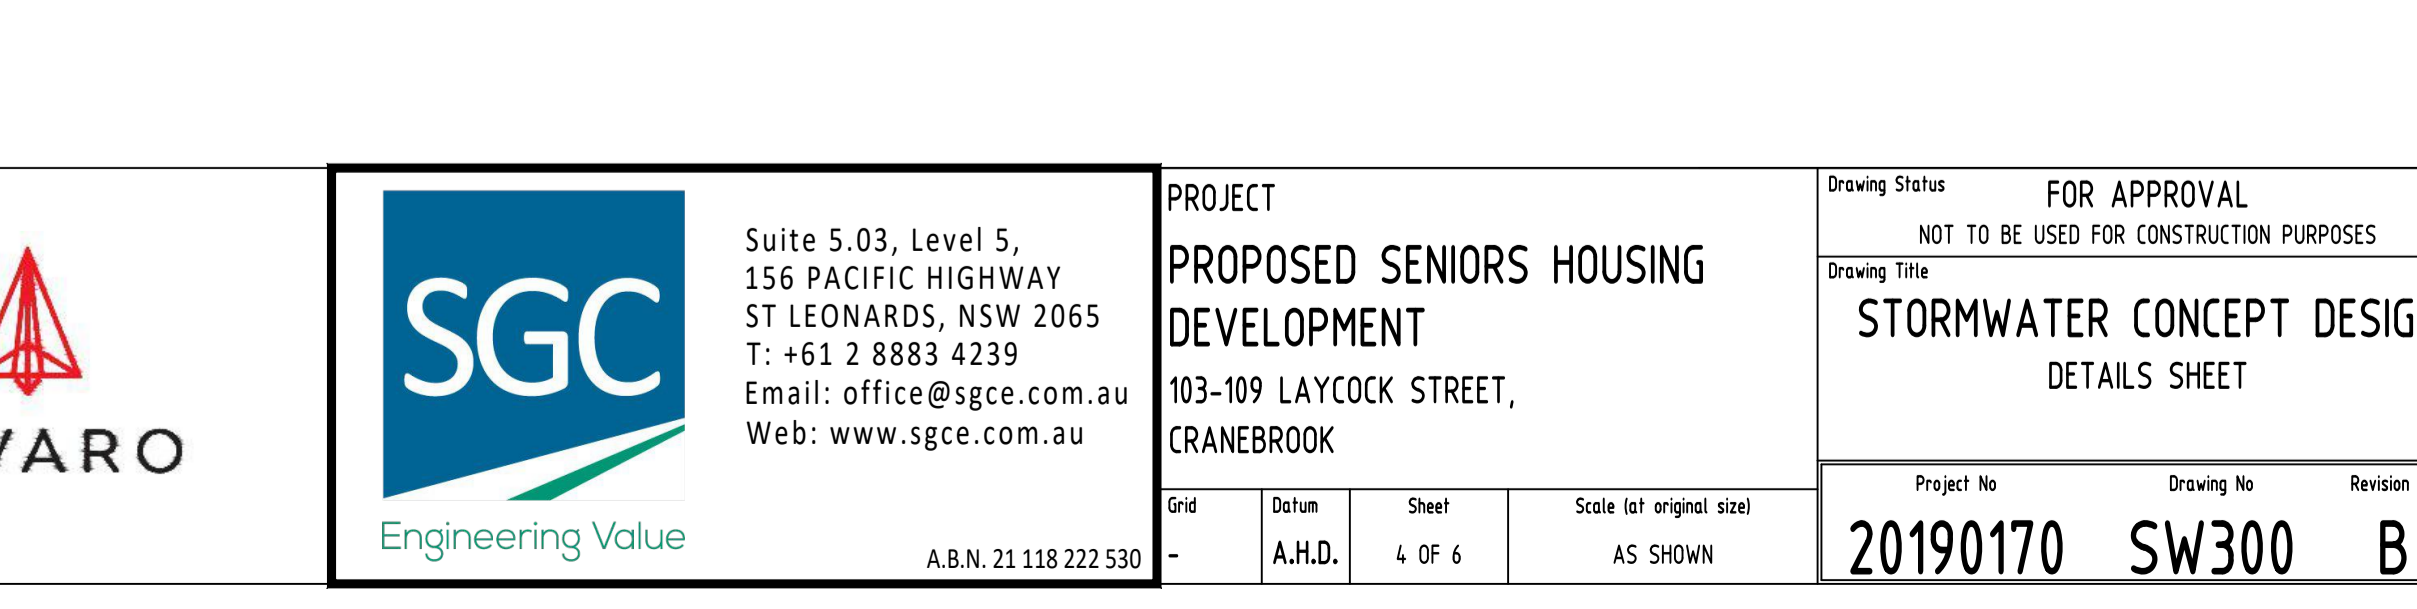 VARO
SGC
Engineering Value
Suite 5.03, Level 5,
156 PACIFIC HIGHWAY
ST LEONARDS, NSW 2065
T: +61 2 8883 4239
Email: office@sgce.com.au
Web: www.sgce.com.au
A.B.N. 21 118 222 530
PROJECT
PROPOSED SENIORS HOUSING
DEVELOPMENT
103-109 LAYCOCK STREET,
CRANEBROOK
Grid
-
Datum
A.H.D.
Sheet
4 OF 6
Scale (at original size)
AS SHOWN
Drawing Status
FOR APPROVAL
NOT TO BE USED FOR CONSTRUCTION PURPOSES
Drawing Title
STORMWATER CONCEPT DESIG
DETAILS SHEET
Project No
20190170
Drawing No
SW300
Revision
B